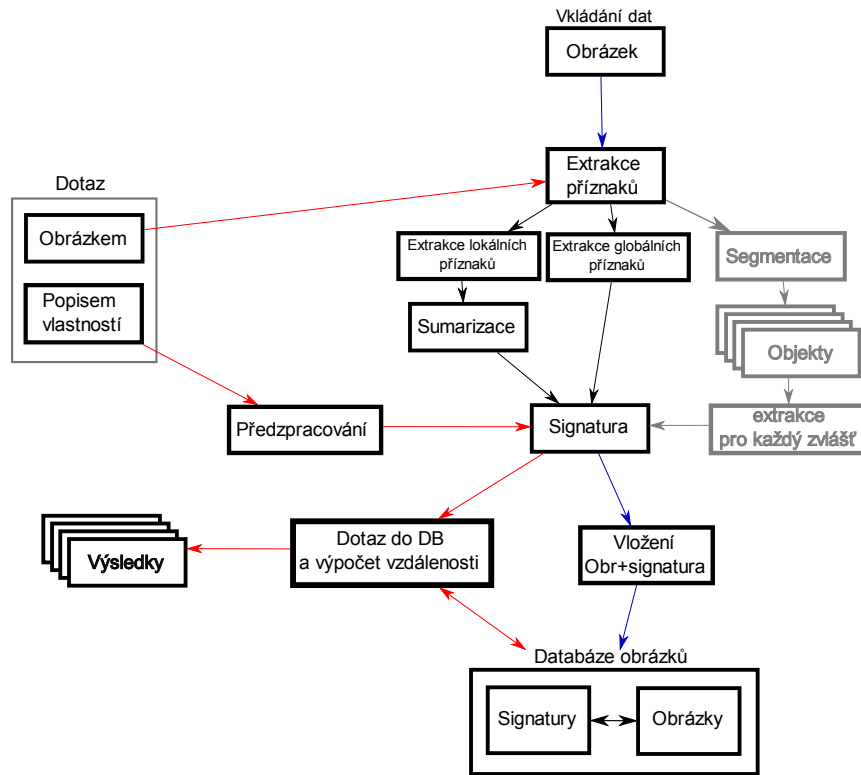 Vkládání dat
Obrázek
Extrakce
příznaků
Dotaz
Obrázkem
Popisem
vlastností
Extrakce lokálních
příznaků
Extrakce globálních
příznaků
Segmentace
Sumarizace
Objekty
Předzpracování
Signatura
extrakce
pro každý zvlášť
Výsledky
Dotaz do DB
a výpočet vzdálenosti
Vložení
Obr+signatura
Databáze obrázků
Signatury
Obrázky